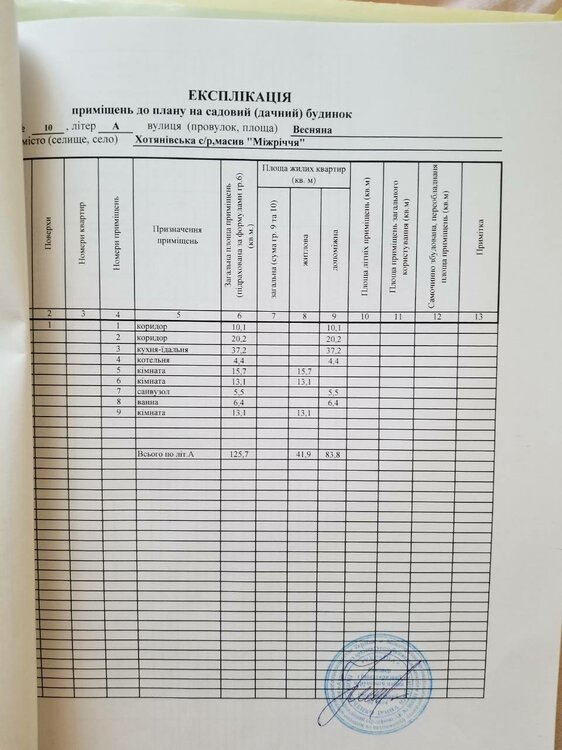 ЕКСПЛІКАЦІЯ
приміщень до плану на садовий (дачний) будинок
№ 10 , літер А вулиця (провулок, площа) Весняна
місто (селище, село) Хотянівська с/р,масив "Міжріччя"
Поверхи
Номери квартир
Номери приміщень
Призначення
приміщень
Загальна площа приміщень
(підрахована за формулами гр.6)
(кв.м.)
Площа жилих квартир
(кв. м)
загальна (сума гр. 9 та 10)
житлова
допоміжна
Площа літніх приміщень (кв.м)
Площа приміщень загального
користування (кв.м)
Самочинно збудована, переобладнана
площа приміщень (кв.м)
Примітка
2 3 4 5 6 7 8 9 10 11 12 13
1 1 коридор 10,1 10,1
2 коридор 20,2 20,2
3 кухня-їдальня 37,2 37,2
4 котельня 4,4 4,4
5 кімната 15,7 15,7
6 кімната 13,1 13,1
7 санвузол 5,5 5,5
8 ванна 6,4 6,4
9 кімната 13,1 13,1
Всього по літ.А 125,7 41,9 83,8